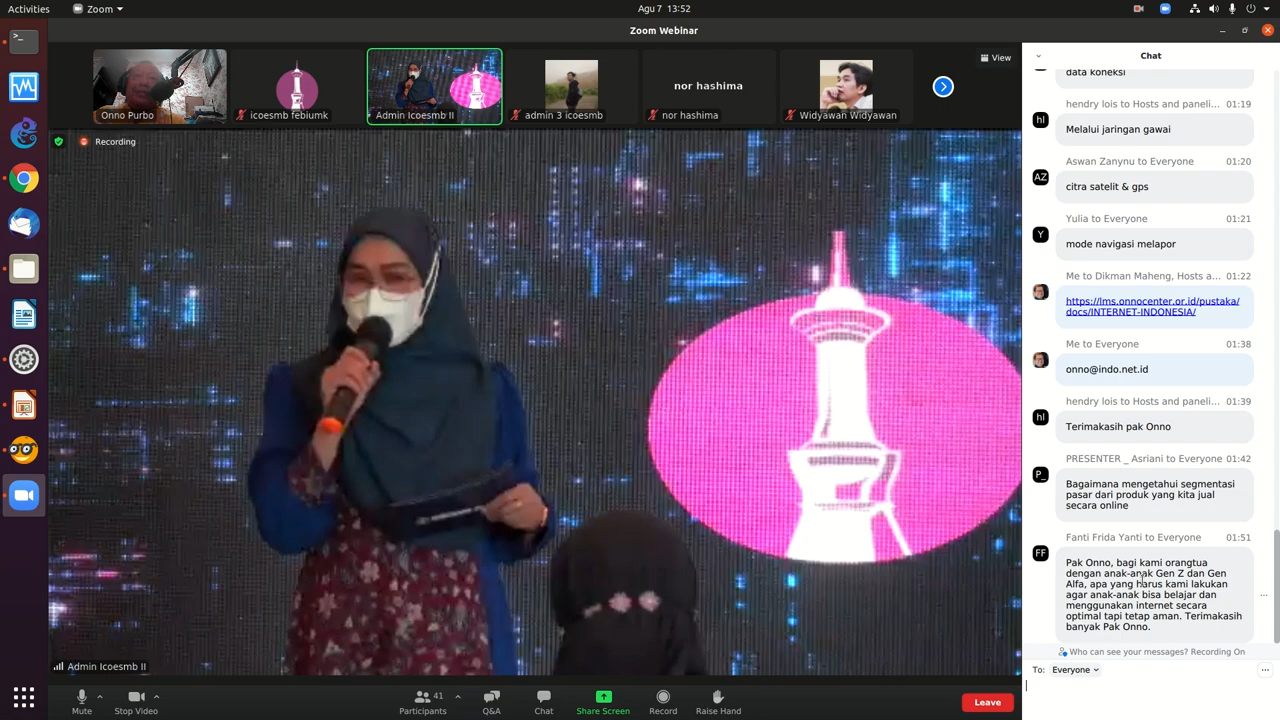 Activities
Zoom
Agu 7 13:52
Zoom Webinar
Onno Purbo
icoesmb febiumk
Admin Icoesmb II
admin 3 icoesmb
nor hashima
nor hashima
Widyawan Widyawan
View
Recording
Admin Icoesmb II
Mute
Stop Video
Participants
41
Q&A
Chat
Share Screen
Record
Raise Hand
Leave
Chat
data koneksi
hendry lois to Hosts and paneli... 01:19
hl
Melalui jaringan gawai
Aswan Zanynu to Everyone 01:20
AZ
citra satelit & gps
Yulia to Everyone 01:21
Y
mode navigasi melapor
Me to Dikman Maheng, Hosts a... 01:22
https://lms.onnocenter.or.id/pustaka/
docs/INTERNET-INDONESIA/
Me to Everyone 01:38
onno@indo.net.id
hendry lois to Hosts and paneli... 01:39
hl
Terimakasih pak Onno
PRESENTER _ Asriani to Everyone 01:42
P_
Bagaimana mengetahui segmentasi
pasar dari produk yang kita jual
secara online
Fanti Frida Yanti to Everyone 01:51
FF
Pak Onno, bagi kami orangtua
dengan anak-anak Gen Z dan Gen
Alfa, apa yang harus kami lakukan
agar anak-anak bisa belajar dan
menggunakan internet secara
optimal tapi tetap aman. Terimakasih
banyak Pak Onno.
Who can see your messages? Recording On
To: Everyone